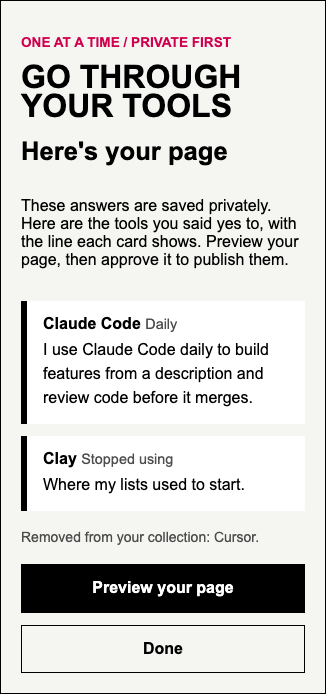 ONE AT A TIME / PRIVATE FIRST
GO THROUGH
YOUR TOOLS
Here's your page
These answers are saved privately.
Here are the tools you said yes to, with
the line each card shows. Preview your
page, then approve it to publish them.
Claude Code Daily
I use Claude Code daily to build
features from a description and
review code before it merges.
Clay Stopped using
Where my lists used to start.
Removed from your collection: Cursor.
Preview your page
Done